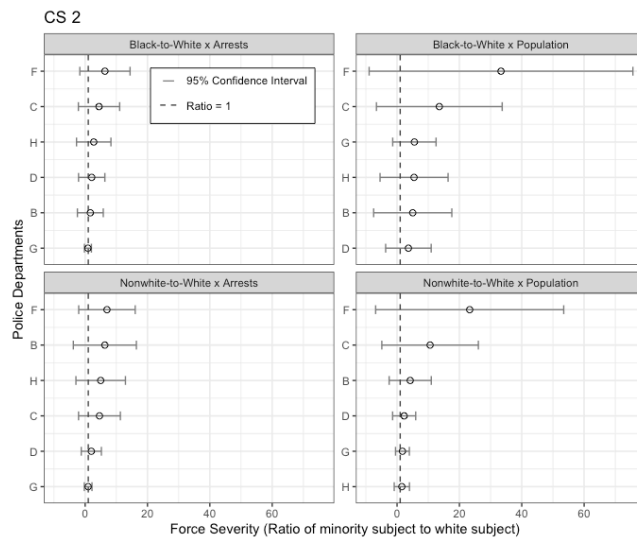 CS 2
Black-to-White x Arrests
Black-to-White x Population
F
C
H
D
B
G
95% Confidence Interval
Ratio = 1
F
C
G
H
B
D
Nonwhite-to-White x Arrests
Nonwhite-to-White x Population
F
B
H
C
D
G
F
C
B
D
G
H
0 20 40 60
0 20 40 60
Police Departments
Force Severity (Ratio of minority subject to white subject)